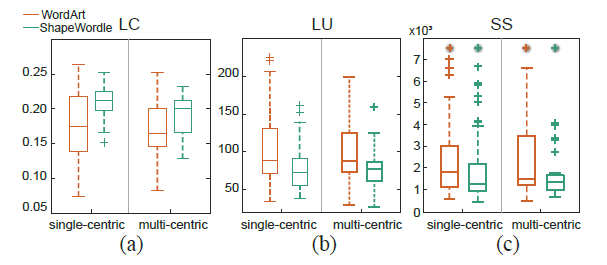 WordArt
ShapeWordle
LC
LU
SS
0.25
0.20
0.15
0.10
0.05
single-centric
multi-centric
(a)
200
150
100
50
single-centric
multi-centric
(b)
x10³
7
6
5
4
3
2
1
0
single-centric
multi-centric
(c)